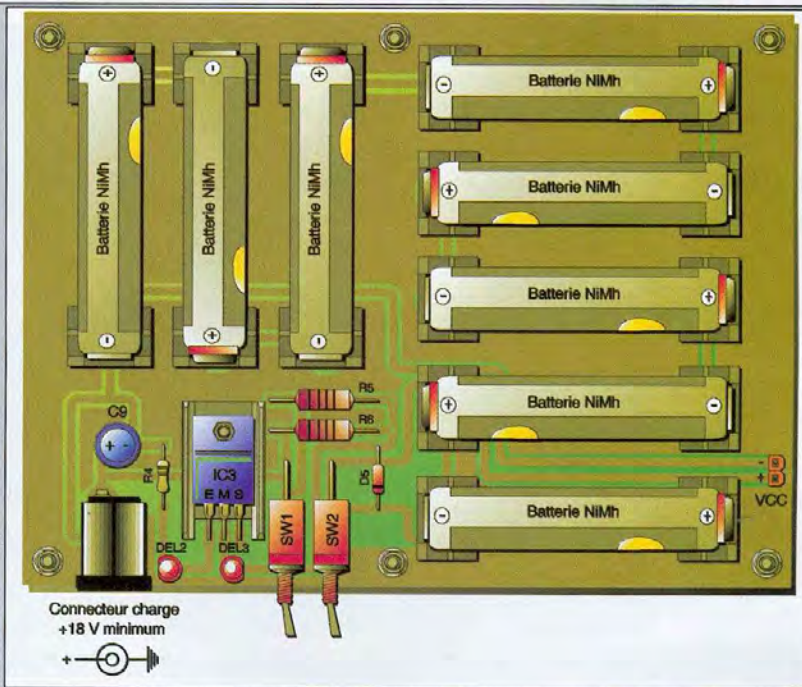 + - +
Batterie NiMh
Batterie NiMh
Batterie NiMh
- + -
- Batterie NiMh +
+ Batterie NiMh -
- Batterie NiMh +
+ Batterie NiMh -
- Batterie NiMh +
R5
R6
C9
+ -
R4
IC3
E M S
D5
SW1
SW2
DEL2
DEL3
-
+
VCC
Connecteur charge
+18 V minimum
+